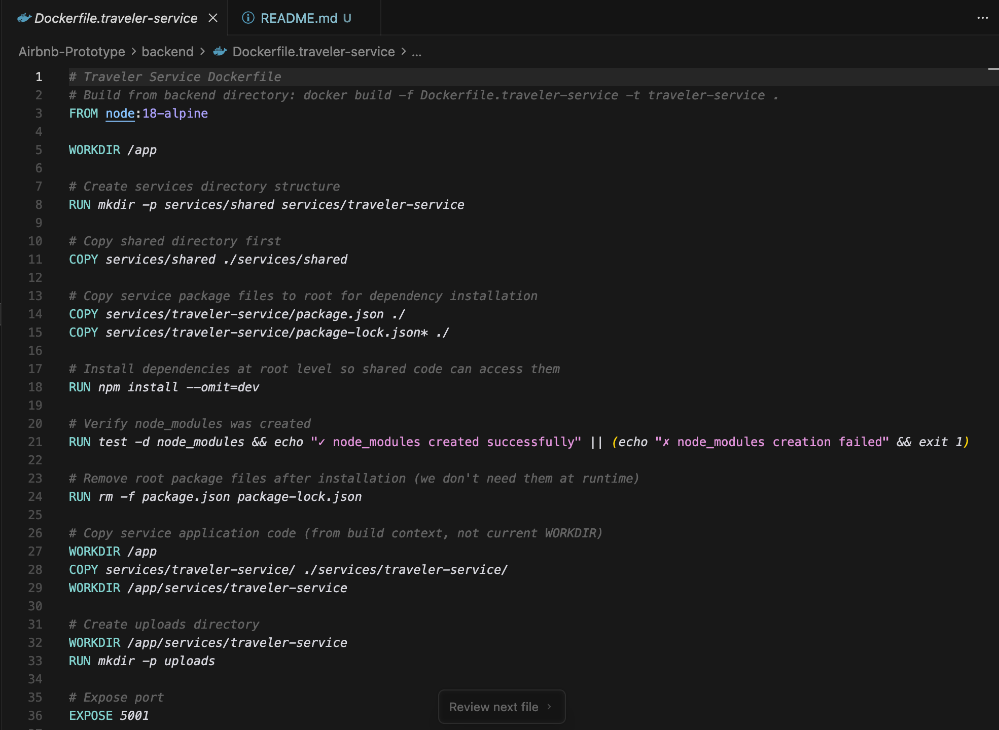 Dockerfile.traveler-service
README.md U
...
Airbnb-Prototype > backend > Dockerfile.traveler-service > ...
1 # Traveler Service Dockerfile
2 # Build from backend directory: docker build -f Dockerfile.traveler-service -t traveler-service .
3 FROM node:18-alpine
4
5 WORKDIR /app
6
7 # Create services directory structure
8 RUN mkdir -p services/shared services/traveler-service
9
10 # Copy shared directory first
11 COPY services/shared ./services/shared
12
13 # Copy service package files to root for dependency installation
14 COPY services/traveler-service/package.json ./
15 COPY services/traveler-service/package-lock.json* ./
16
17 # Install dependencies at root level so shared code can access them
18 RUN npm install --omit=dev
19
20 # Verify node_modules was created
21 RUN test -d node_modules && echo "✓ node_modules created successfully" || (echo "✗ node_modules creation failed" && exit 1)
22
23 # Remove root package files after installation (we don't need them at runtime)
24 RUN rm -f package.json package-lock.json
25
26 # Copy service application code (from build context, not current WORKDIR)
27 WORKDIR /app
28 COPY services/traveler-service/ ./services/traveler-service/
29 WORKDIR /app/services/traveler-service
30
31 # Create uploads directory
32 WORKDIR /app/services/traveler-service
33 RUN mkdir -p uploads
34
35 # Expose port
36 EXPOSE 5001
Review next file >